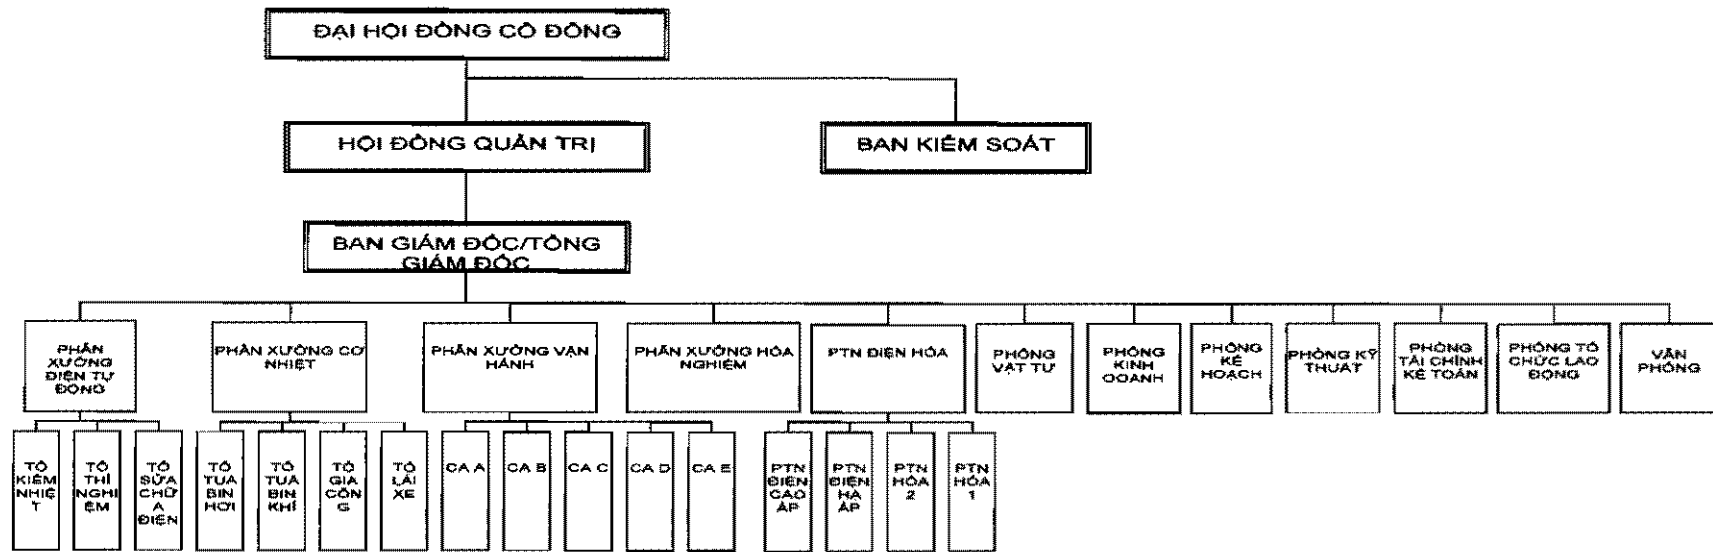 ĐẠI HỘI ĐỒNG CỔ ĐÔNG
HỘI ĐỒNG QUẢN TRỊ
BAN KIỂM SOÁT
BAN GIÁM ĐỐC/TỔNG
GIÁM ĐỐC
PHÂN
XƯỞNG
ĐIỆN TỰ
ĐỘNG
PHÂN XƯỞNG CƠ
NHIỆT
PHÂN XƯỞNG VẬN
HÀNH
PHÂN XƯỞNG HÓA
NGHIỆM
PTN ĐIỆN HÓA
PHÒNG
VẬT TƯ
PHÒNG
KINH
DOANH
PHÒNG
KẾ
HOẠCH
PHÒNG KỸ
THUẬT
PHÒNG
TÀI CHÍNH
KẾ TOÁN
PHÒNG TỔ
CHỨC LAO
ĐỘNG
VĂN
PHÒNG
TỔ
KIỂM
NHIỆ
T
TỔ
THÍ
NGHI
ỆM
TỔ
SỬA
CHỮ
A
ĐIỆN
TỔ
TUA
BIN
HƠI
TỔ
TUA
BIN
KHÍ
TỔ
GIA
CÔN
G
TỔ
LÁI
XE
CA A
CA B
CA C
CA D
CA E
PTN
ĐIỆN
CAO
ÁP
PTN
ĐIỆN
HẠ
ÁP
PTN
HÓA
2
PTN
HÓA
1